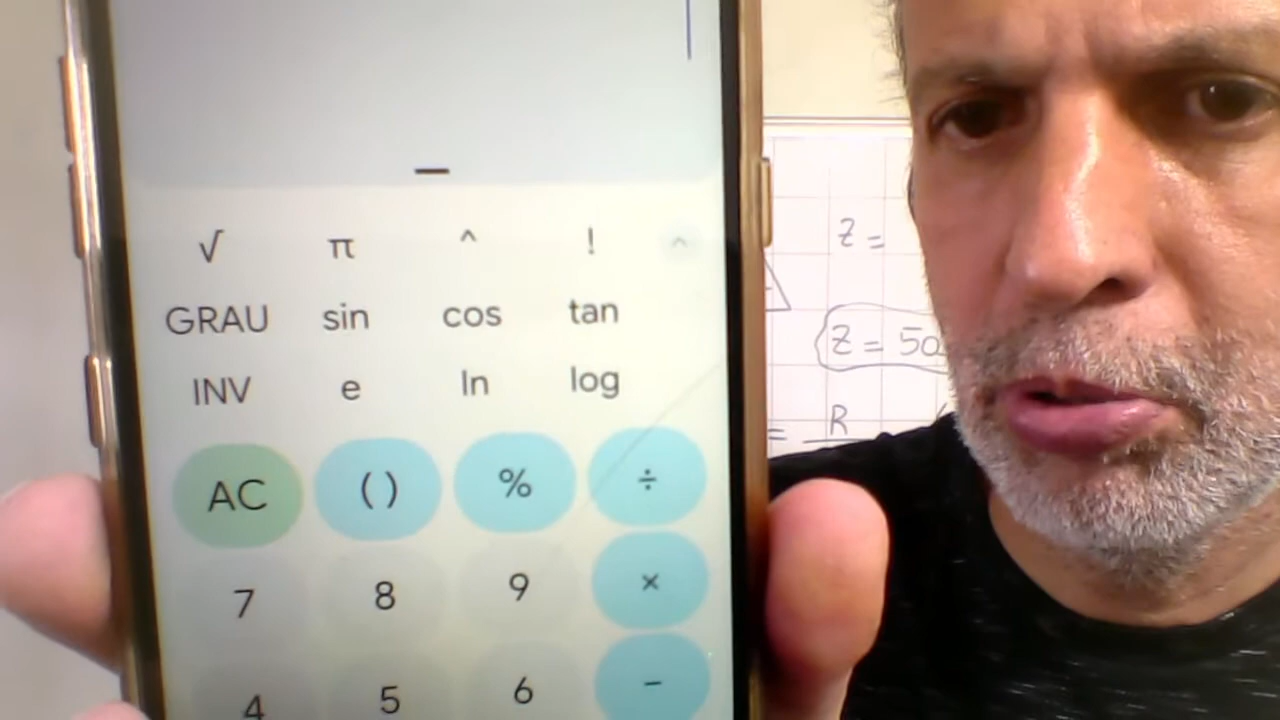 √ π ^ ! ^
GRAU sin cos tan
INV e ln log
AC ( ) % ÷
7 8 9 ×
4 5 6 −
Z =
Z = 50
= R